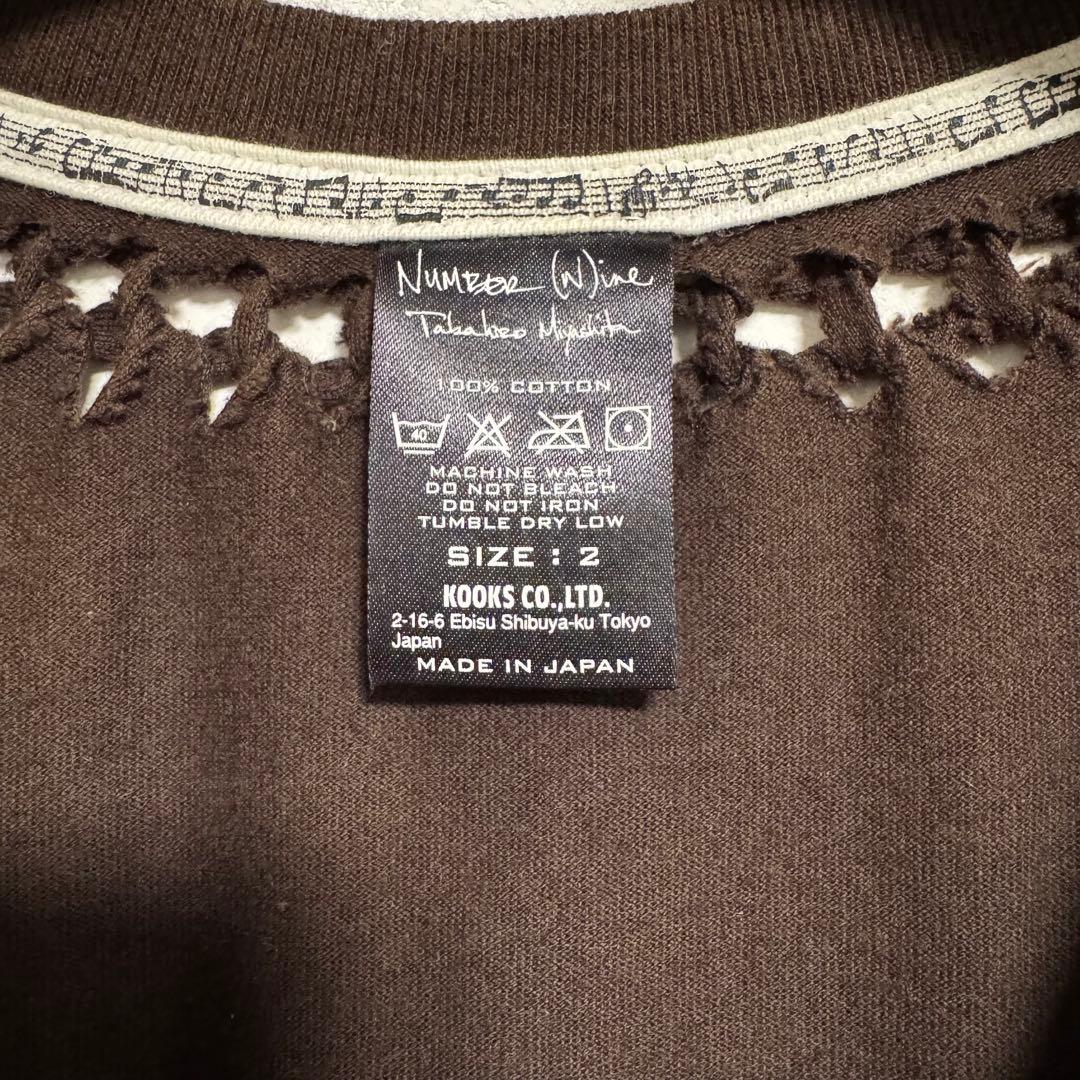 NUMBER (N)ine
Takahiro Miyashita
100% COTTON
40
MACHINE WASH
DO NOT BLEACH
DO NOT IRON
TUMBLE DRY LOW
SIZE : 2
KOOKS CO.,LTD.
2-16-6 Ebisu Shibuya-ku Tokyo
Japan
MADE IN JAPAN